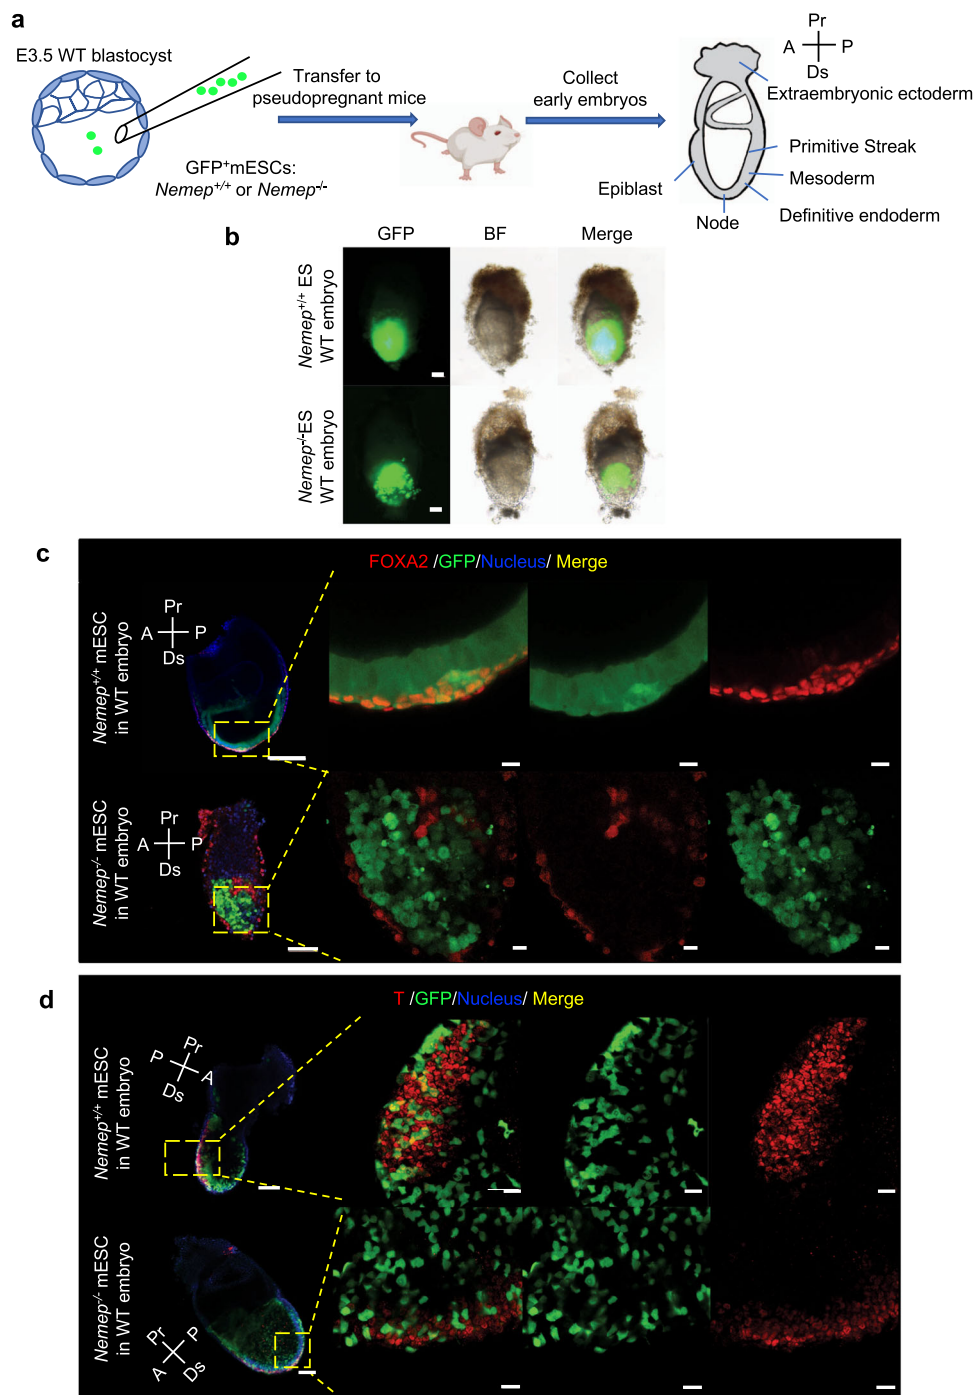 a
E3.5 WT blastocyst
GFP⁺mESCs:
Nemep⁺/⁺ or Nemep⁻/⁻
Transfer to
pseudopregnant mice
Collect
early embryos
Pr
A P
Ds
Extraembryonic ectoderm
Primitive Streak
Mesoderm
Definitive endoderm
Epiblast
Node
b
GFP BF Merge
Nemep⁺/⁺ ES
WT embryo
Nemep⁻/⁻ES
WT embryo
c
FOXA2 /GFP/Nucleus/ Merge
Nemep⁺/⁺ mESC
in WT embryo
Pr
A P
Ds
Nemep⁻/⁻ mESC
in WT embryo
Pr
A P
Ds
d
T /GFP/Nucleus/ Merge
Nemep⁺/⁺ mESC
in WT embryo
Pr
P A
Ds
Nemep⁻/⁻ mESC
in WT embryo
Pr P
A Ds